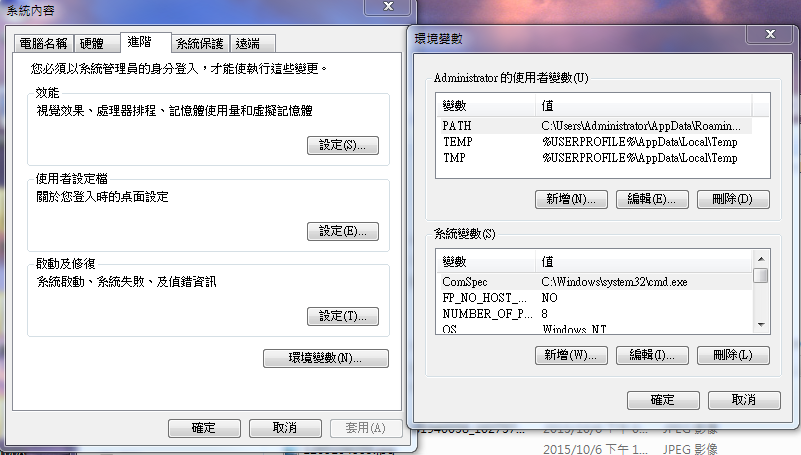 系統內容
電腦名稱 硬體 進階 系統保護 遠端
您必須以系統管理員的身分登入，才能使執行這些變更。
效能
視覺效果、處理器排程、記憶體使用量和虛擬記憶體
設定(S)...
使用者設定檔
關於您登入時的桌面設定
設定(E)...
啟動及修復
系統啟動、系統失敗、及偵錯資訊
設定(T)...
環境變數(N)...
確定 取消 套用(A)
環境變數
Administrator 的使用者變數(U)
變數 值
PATH C:\Users\Administrator\AppData\Roamin...
TEMP %USERPROFILE%\AppData\Local\Temp
TMP %USERPROFILE%\AppData\Local\Temp
新增(N)... 編輯(E)... 刪除(D)
系統變數(S)
變數 值
ComSpec C:\Windows\system32\cmd.exe
FP_NO_HOST_... NO
NUMBER_OF_P... 8
OS Windows_NT
新增(W)... 編輯(I)... 刪除(L)
確定 取消
2015/10/6 下午 1... JPEG 影像
2015/10/6 下午 1... JPEG 影像